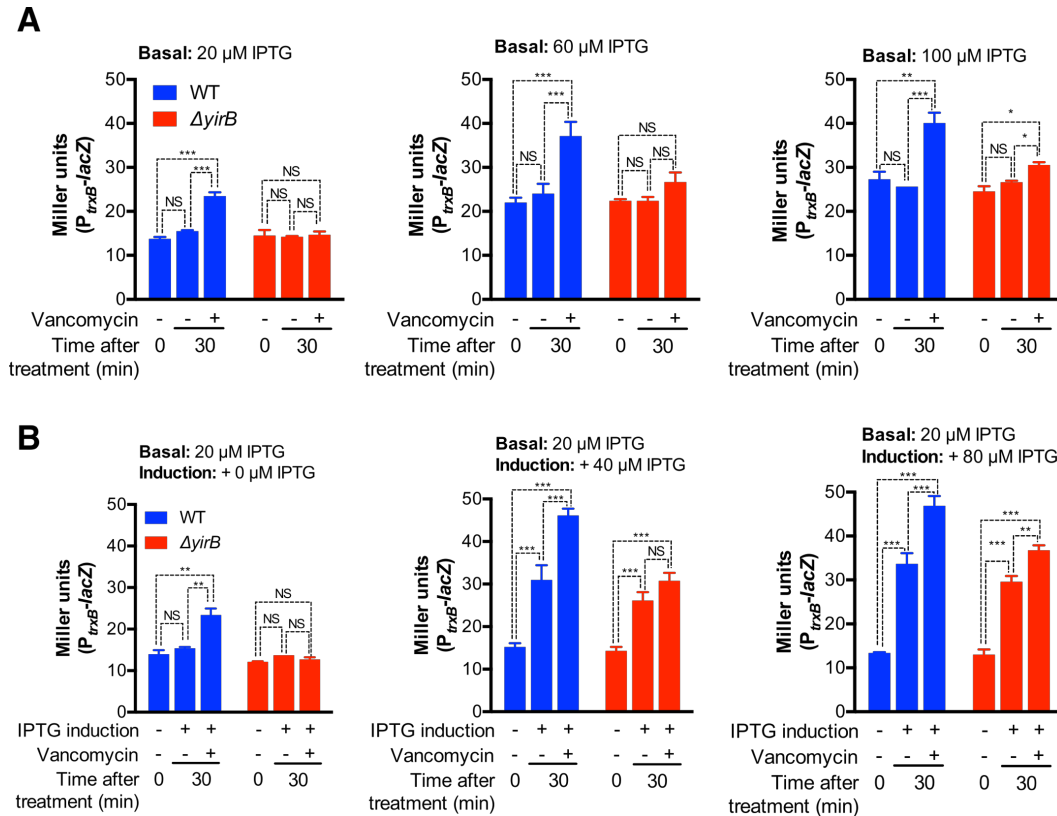 A
Basal: 20 µM IPTG
Miller units
(PtrxB-lacZ)
50
40
30
20
10
0
WT
ΔyirB
***
***
NS
NS
NS
NS
Vancomycin - - + - - +
Time after
treatment (min)
0 30 0 30
Basal: 60 µM IPTG
Miller units
(PtrxB-lacZ)
50
40
30
20
10
0
***
***
NS
NS
NS
NS
Vancomycin - - + - - +
Time after
treatment (min)
0 30 0 30
Basal: 100 µM IPTG
Miller units
(PtrxB-lacZ)
50
40
30
20
10
0
**
***
NS
*
*
NS
Vancomycin - - + - - +
Time after
treatment (min)
0 30 0 30
B
Basal: 20 µM IPTG
Induction: + 0 µM IPTG
Miller units
(PtrxB-lacZ)
50
40
30
20
10
0
WT
ΔyirB
**
**
NS
NS
NS
NS
IPTG induction - + + - + +
Vancomycin - - + - - +
Time after
treatment (min)
0 30 0 30
Basal: 20 µM IPTG
Induction: + 40 µM IPTG
Miller units
(PtrxB-lacZ)
50
40
30
20
10
0
***
***
***
***
***
NS
IPTG induction - + + - + +
Vancomycin - - + - - +
Time after
treatment (min)
0 30 0 30
Basal: 20 µM IPTG
Induction: + 80 µM IPTG
Miller units
(PtrxB-lacZ)
50
40
30
20
10
0
***
***
***
***
***
**
IPTG induction - + + - + +
Vancomycin - - + - - +
Time after
treatment (min)
0 30 0 30